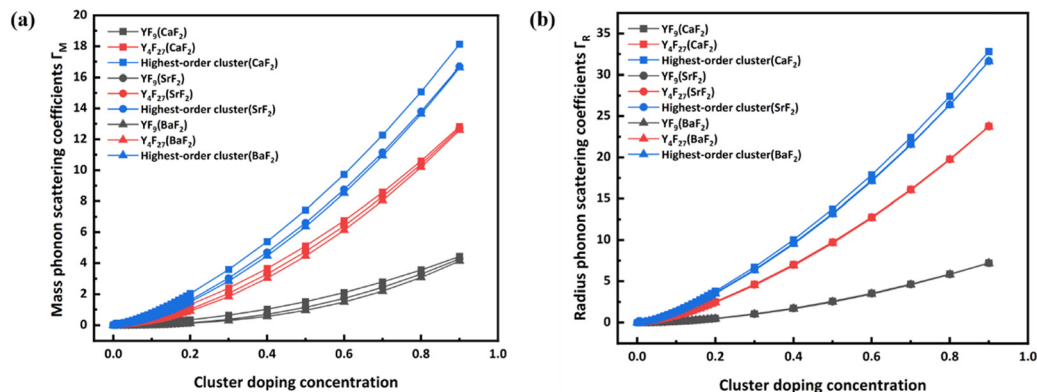 (a)
Mass phonon scattering coefficients ΓM
20
18
16
14
12
10
8
6
4
2
0
YF9(CaF2)
Y4F27(CaF2)
Highest-order cluster(CaF2)
YF9(SrF2)
Y4F27(SrF2)
Highest-order cluster(SrF2)
YF9(BaF2)
Y4F27(BaF2)
Highest-order cluster(BaF2)
0.0 0.2 0.4 0.6 0.8 1.0
Cluster doping concentration
(b)
Radius phonon scattering coefficients ΓR
35
30
25
20
15
10
5
0
YF9(CaF2)
Y4F27(CaF2)
Highest-order cluster(CaF2)
YF9(SrF2)
Y4F27(SrF2)
Highest-order cluster(SrF2)
YF9(BaF2)
Y4F27(BaF2)
Highest-order cluster(BaF2)
0.0 0.2 0.4 0.6 0.8 1.0
Cluster doping concentration